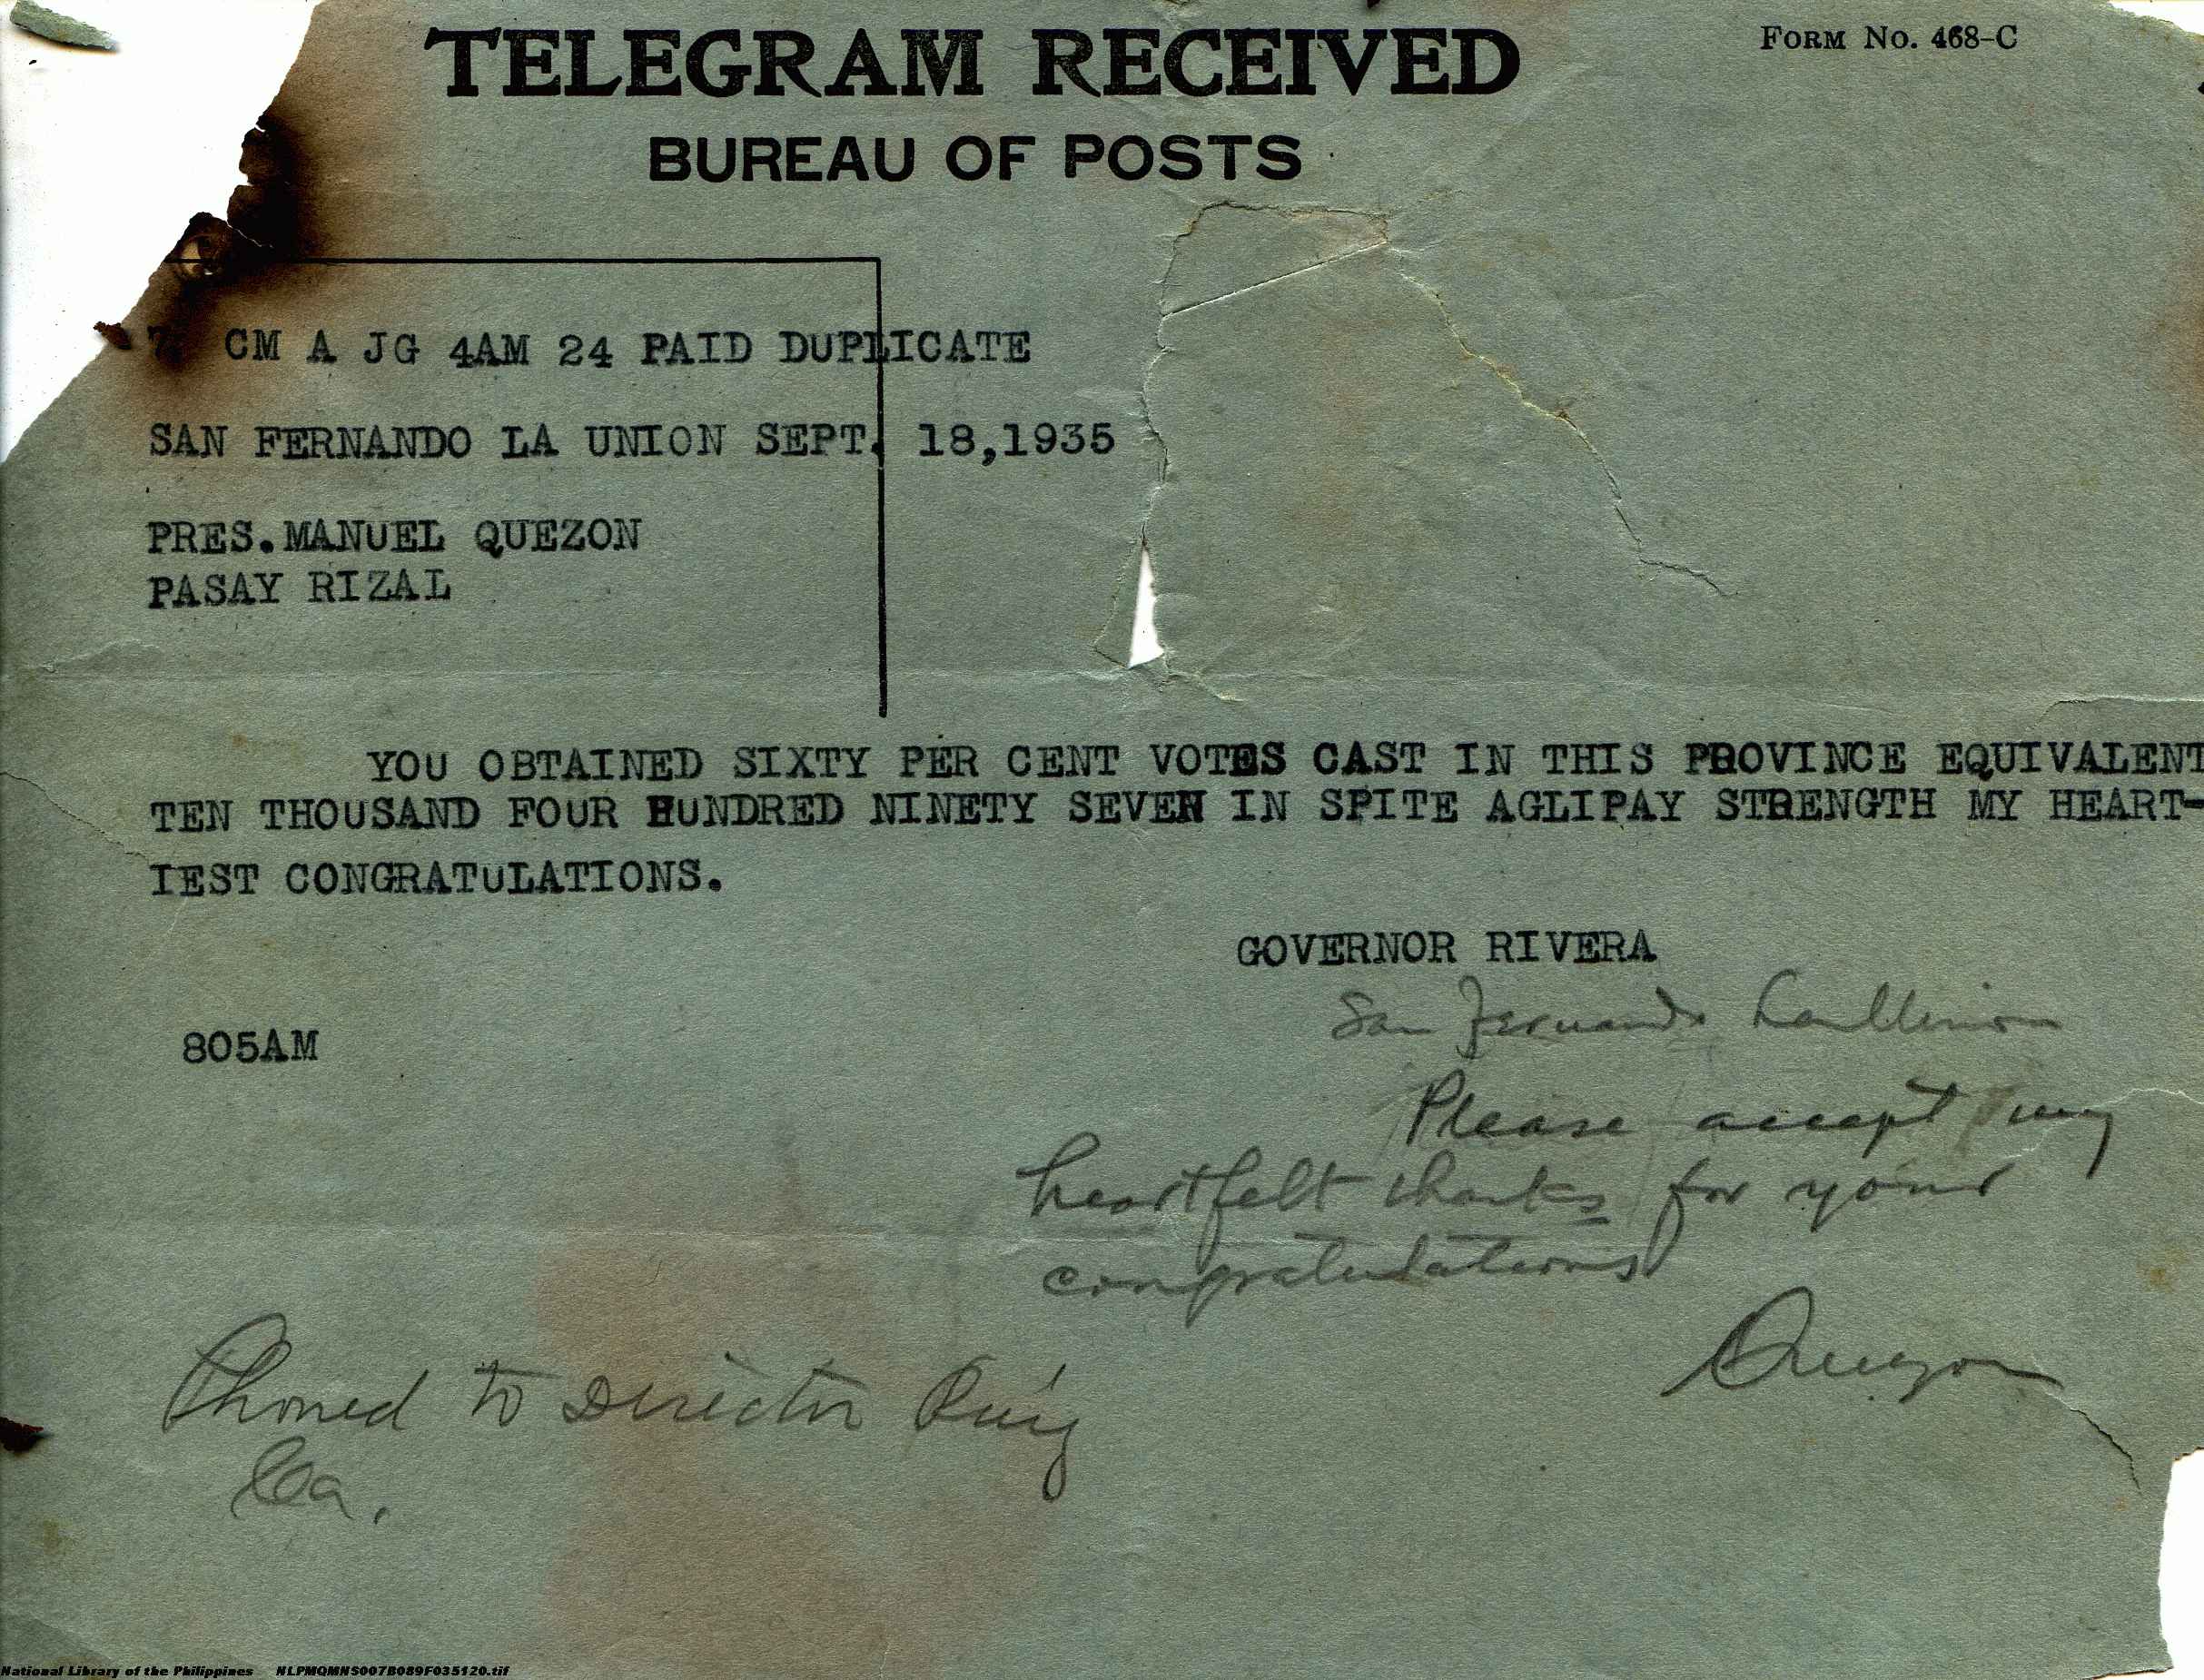 FORM NO. 468-C
TELEGRAM RECEIVED
BUREAU OF POSTS
CM A JG 4AM 24 PAID DUPLICATE
SAN FERNANDO LA UNION SEPT. 18,1935
PRES.MANUEL QUEZON
PASAY RIZAL
YOU OBTAINED SIXTY PER CENT VOTES CAST IN THIS PROVINCE EQUIVALENT
TEN THOUSAND FOUR HUNDRED NINETY SEVEN IN SPITE AGLIPAY STRENGTH MY HEART-
IEST CONGRATULATIONS.
GOVERNOR RIVERA
San Fernando La Union
805AM
Please accept my
heartfelt thanks for your
congratulations
Quezon
Phoned to Director Ruiz
National Library of the Philippines NLPMQMNS007B089F035120.tif